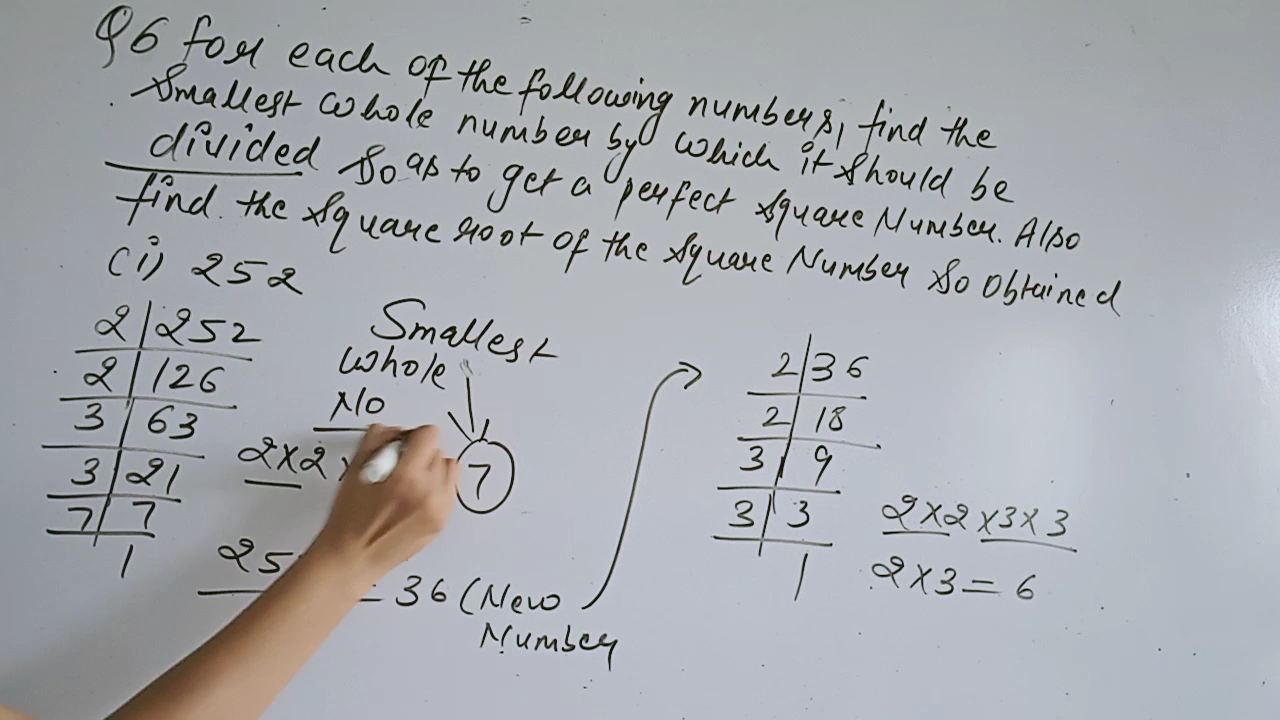 Q6 for each of the following numbers, find the
Smallest whole number by which it should be
divided so as to get a perfect square Number. Also
find the square root of the square Number so obtained
(i) 252
2 | 252
2 | 126
3 | 63
3 | 21
7 | 7
1
Smallest
whole
No
2×2 ×
7
25
= 36 (New
Number
2 | 36
2 | 18
3 | 9
3 | 3
1
2×2×3×3
2×3=6